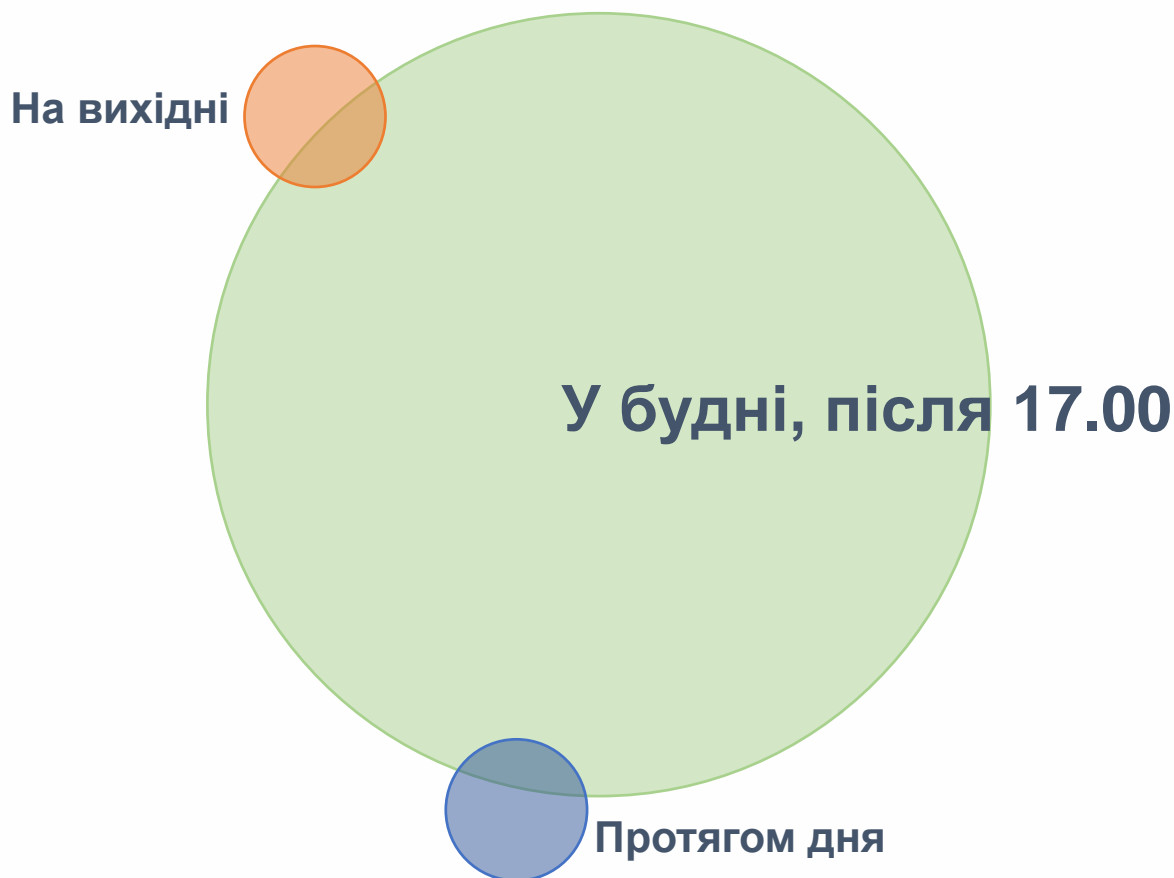 На вихідні
У будні, після 17.00
Протягом дня